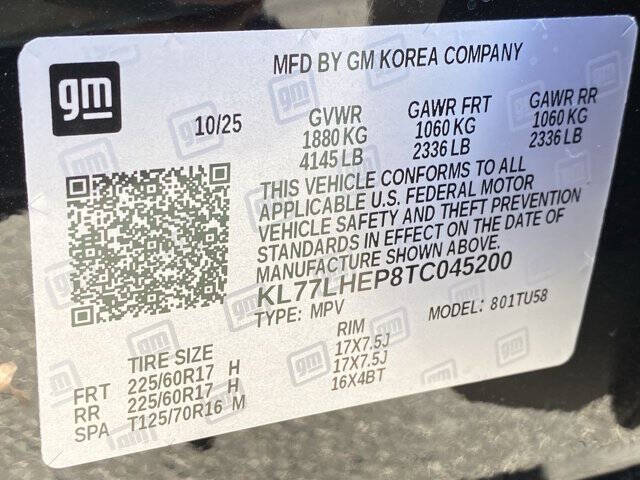 gm
MFD BY GM KOREA COMPANY
10/25 GVWR GAWR FRT GAWR RR
1880 KG 1060 KG 1060 KG
4145 LB 2336 LB 2336 LB
THIS VEHICLE CONFORMS TO ALL
APPLICABLE U.S. FEDERAL MOTOR
VEHICLE SAFETY AND THEFT PREVENTION
STANDARDS IN EFFECT ON THE DATE OF
MANUFACTURE SHOWN ABOVE.
KL77LHEP8TC045200
TYPE: MPV MODEL: 801TU58
TIRE SIZE RIM
FRT 225/60R17 H 17X7.5J
RR 225/60R17 H 17X7.5J
SPA T125/70R16 M 16X4BT